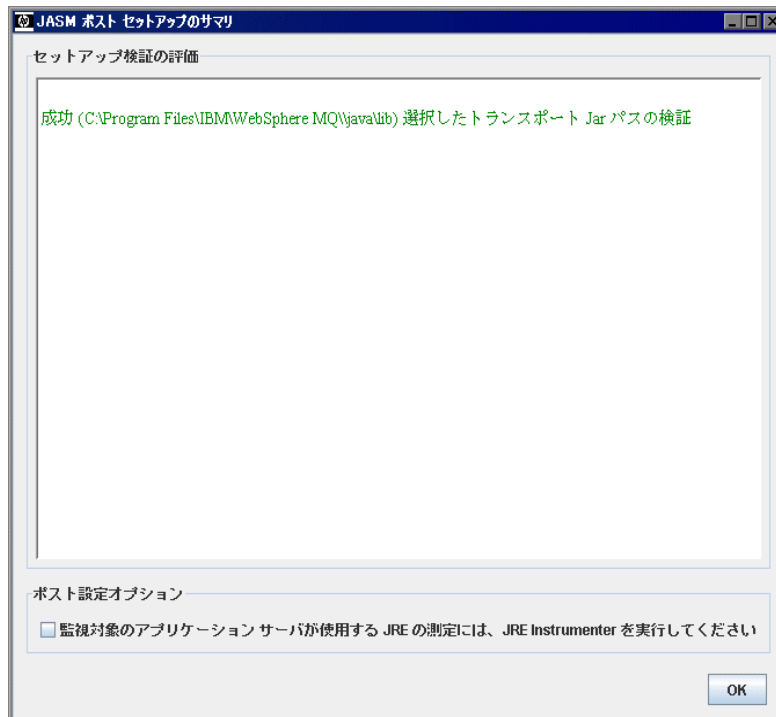 JASM ポスト セットアップのサマリ
セットアップ検証の評価
成功 (C:\Program Files\IBM\WebSphere MQ\\java\lib) 選択したトランスポート Jar パスの検証
ポスト設定オプション
監視対象のアプリケーション サーバが使用する JRE の測定には、JRE Instrumenter を実行してください
OK